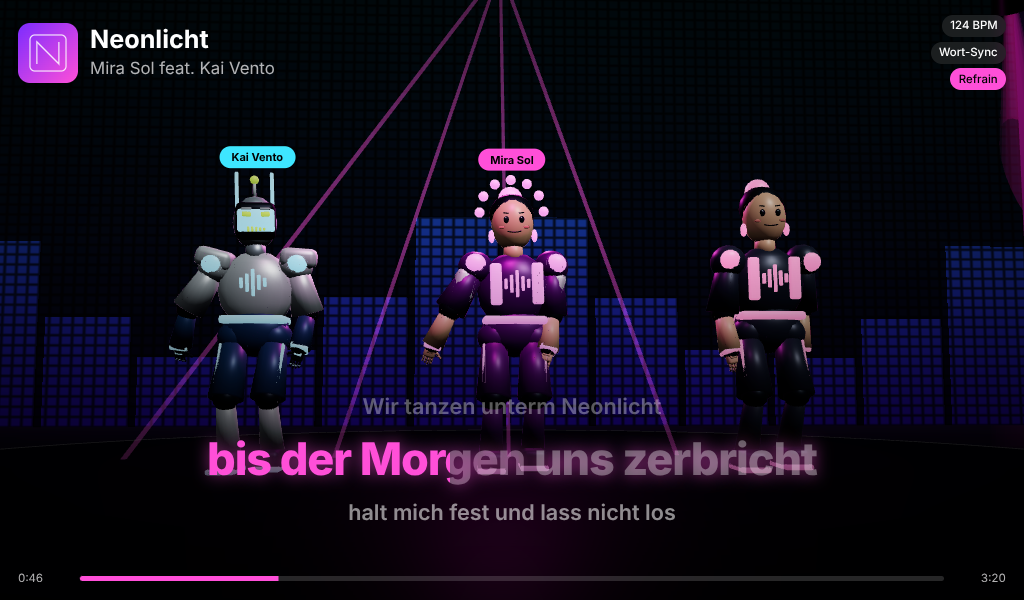 Neonlicht
Mira Sol feat. Kai Vento
124 BPM
Wort-Sync
Refrain
Kai Vento
Mira Sol
Wir tanzen unterm Neonlicht
bis der Morgen uns zerbricht
halt mich fest und lass nicht los
0:46
3:20